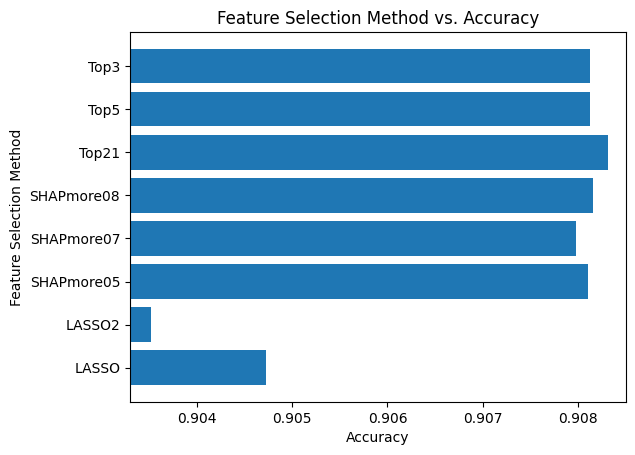 Feature Selection Method vs. Accuracy
Feature Selection Method
Top3
Top5
Top21
SHAPmore08
SHAPmore07
SHAPmore05
LASSO2
LASSO
0.904 0.905 0.906 0.907 0.908
Accuracy